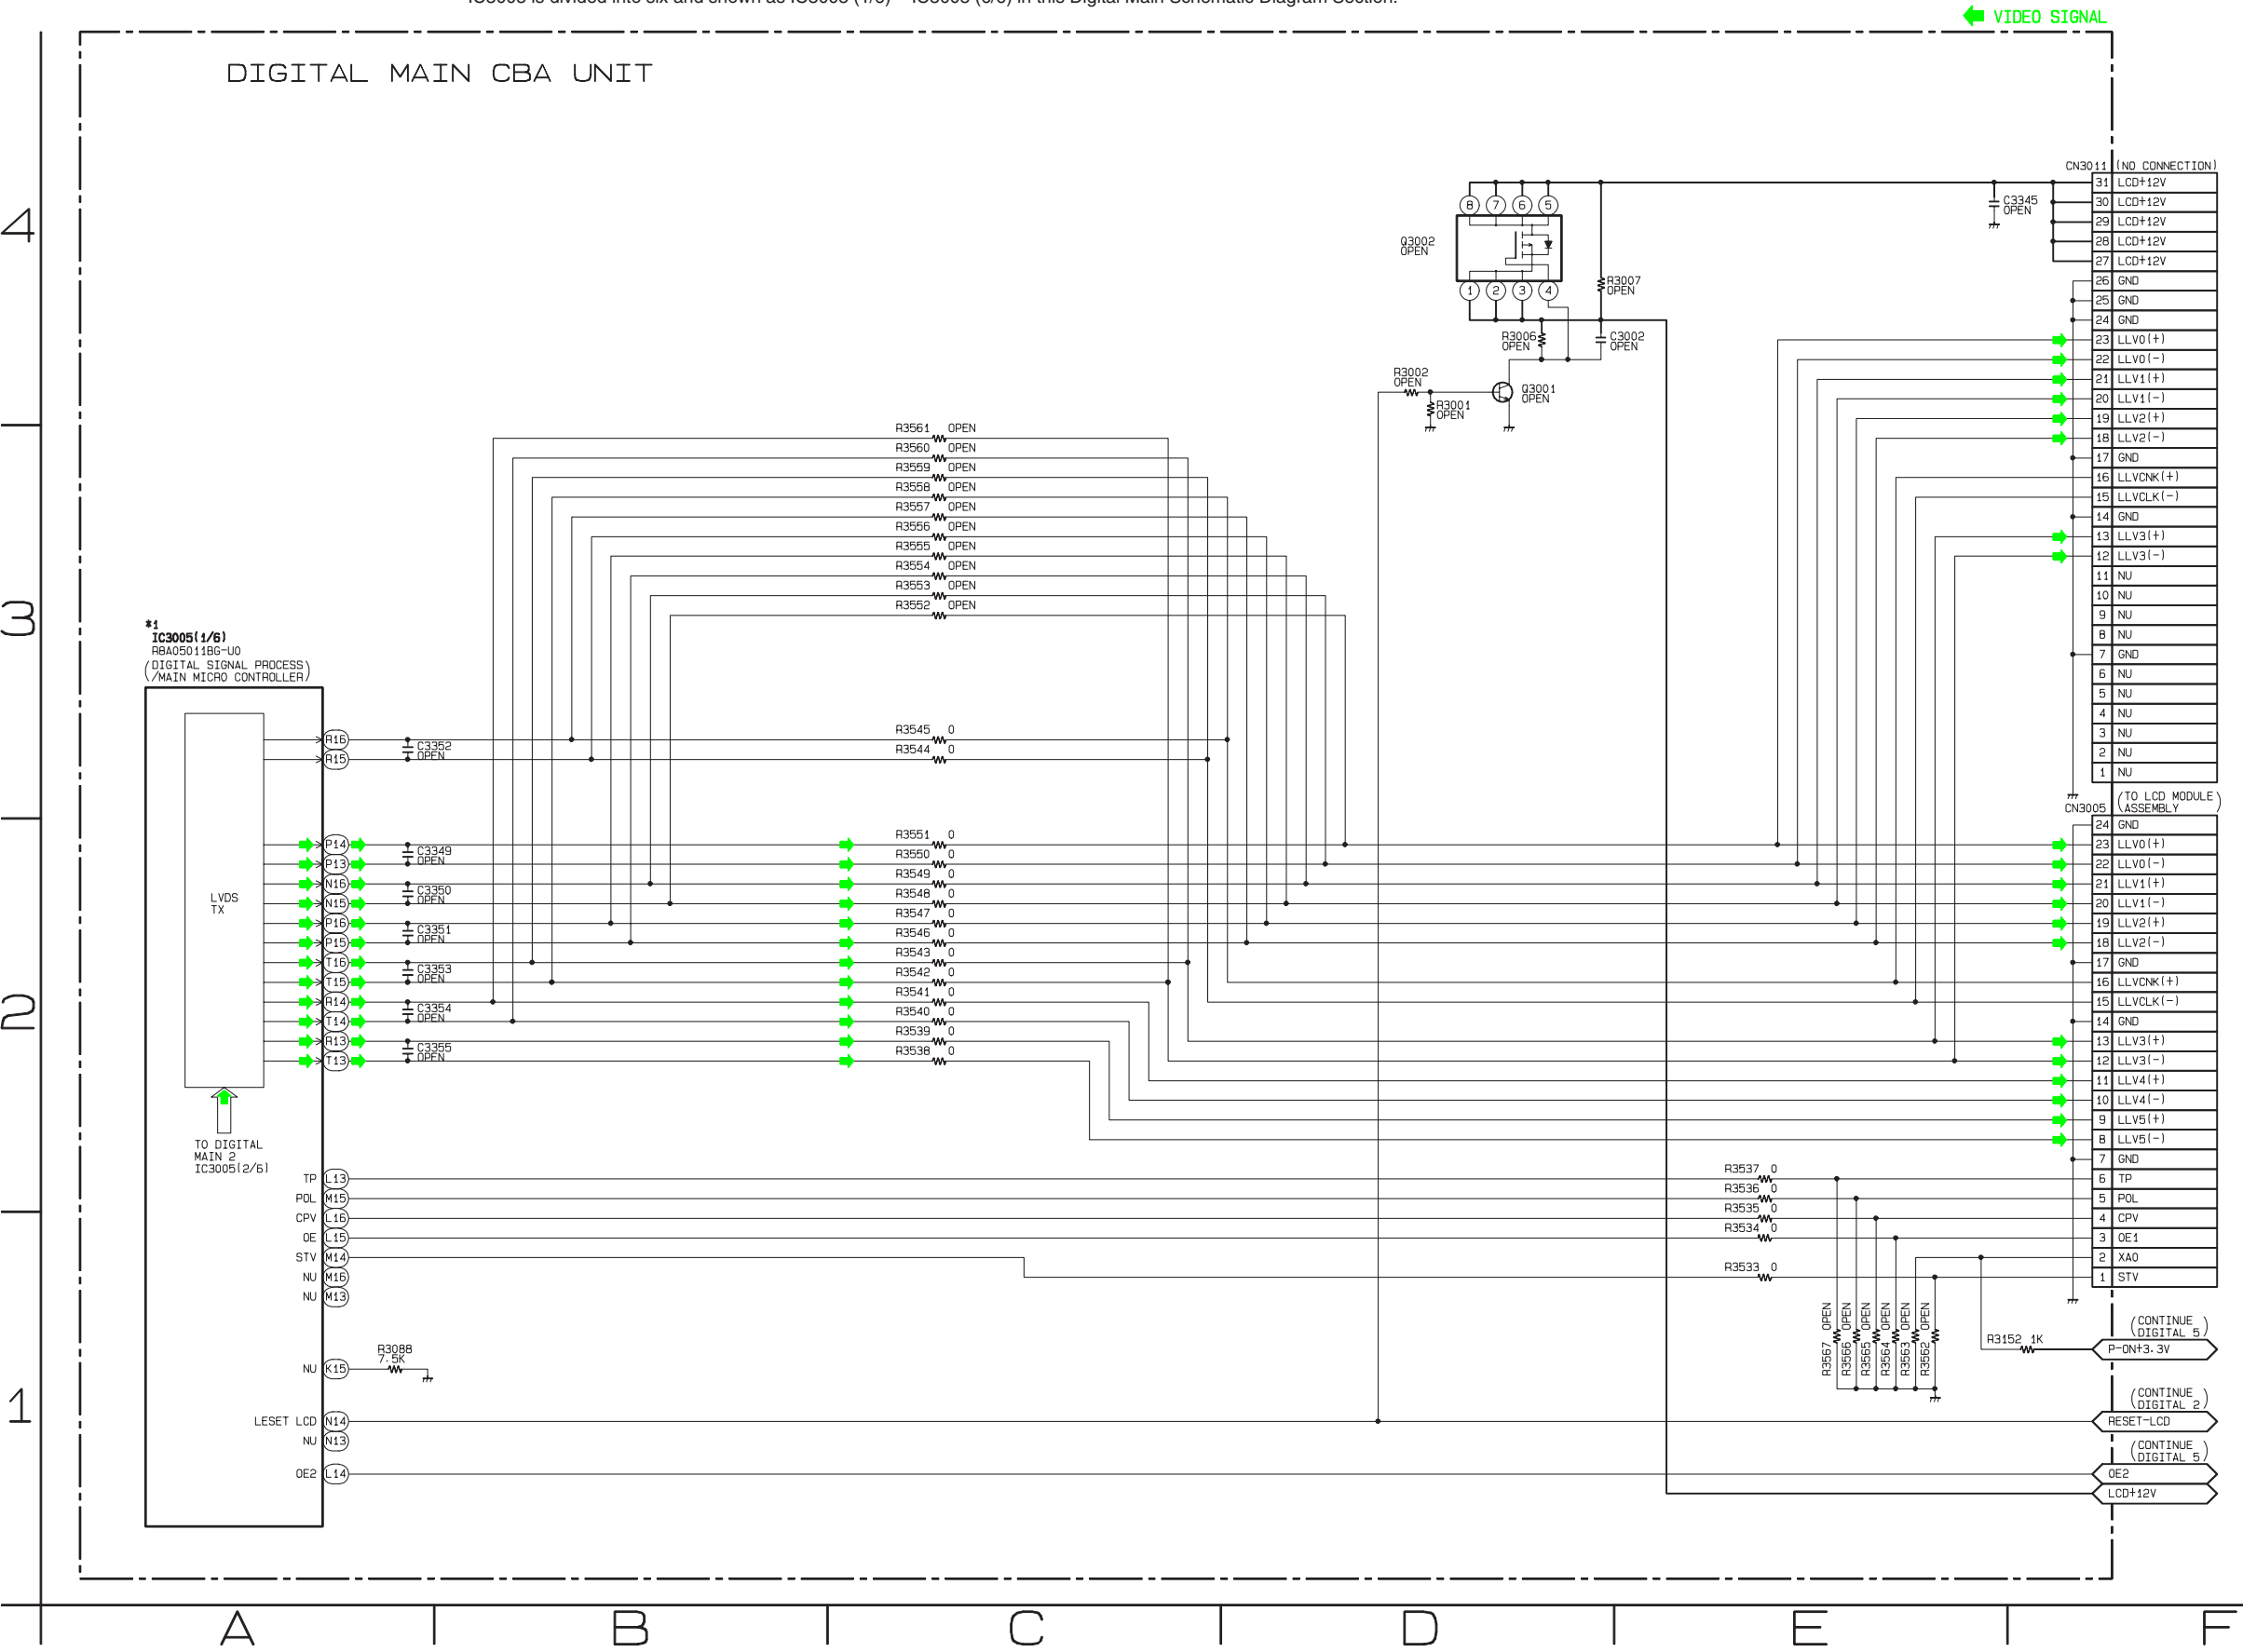 VIDEO SIGNAL
DIGITAL MAIN CBA UNIT
4
3
2
1
A
B
C
D
E
F
CN3011 (NO CONNECTION)
31 LCD+12V
30 LCD+12V
29 LCD+12V
28 LCD+12V
27 LCD+12V
26 GND
25 GND
24 GND
23 LLV0(+)
22 LLV0(-)
21 LLV1(+)
20 LLV1(-)
19 LLV2(+)
18 LLV2(-)
17 GND
16 LLVCNK(+)
15 LLVCLK(-)
14 GND
13 LLV3(+)
12 LLV3(-)
11 NU
10 NU
9 NU
8 NU
7 GND
6 NU
5 NU
4 NU
3 NU
2 NU
1 NU
C3345
OPEN
Q3002
OPEN
8 7 6 5
1 2 3 4
R3007
OPEN
R3006
OPEN
C3002
OPEN
R3002
OPEN
R3001
OPEN
Q3001
OPEN
R3561 OPEN
R3560 OPEN
R3559 OPEN
R3558 OPEN
R3557 OPEN
R3556 OPEN
R3555 OPEN
R3554 OPEN
R3553 OPEN
R3552 OPEN
*1
IC3005(1/6)
R8A05011BG-U0
(DIGITAL SIGNAL PROCESS)
(/MAIN MICRO CONTROLLER)
LVDS
TX
R16
R15
P14
P13
N16
N15
P16
P15
T16
T15
R14
T14
R13
T13
C3352
OPEN
C3349
OPEN
C3350
OPEN
C3351
OPEN
C3353
OPEN
C3354
OPEN
C3355
OPEN
R3545 0
R3544 0
R3551 0
R3550 0
R3549 0
R3548 0
R3547 0
R3546 0
R3543 0
R3542 0
R3541 0
R3540 0
R3539 0
R3538 0
TO DIGITAL
MAIN 2
IC3005(2/6)
TP L13
POL M15
CPV L16
OE L15
STV M14
NU M16
NU M13
NU K15
R3088
7.5K
LESET LCD N14
NU N13
OE2 L14
CN3005 (TO LCD MODULE)
(ASSEMBLY)
24 GND
23 LLV0(+)
22 LLV0(-)
21 LLV1(+)
20 LLV1(-)
19 LLV2(+)
18 LLV2(-)
17 GND
16 LLVCNK(+)
15 LLVCLK(-)
14 GND
13 LLV3(+)
12 LLV3(-)
11 LLV4(+)
10 LLV4(-)
9 LLV5(+)
8 LLV5(-)
7 GND
6 TP
5 POL
4 CPV
3 OE1
2 XAO
1 STV
R3537 0
R3536 0
R3535 0
R3534 0
R3533 0
R3567 OPEN
R3566 OPEN
R3565 OPEN
R3564 OPEN
R3563 OPEN
R3562 OPEN
R3152 1K
(CONTINUE
DIGITAL 5)
P-ON+3.3V
(CONTINUE
DIGITAL 2)
RESET-LCD
(CONTINUE
DIGITAL 5)
OE2
LCD+12V